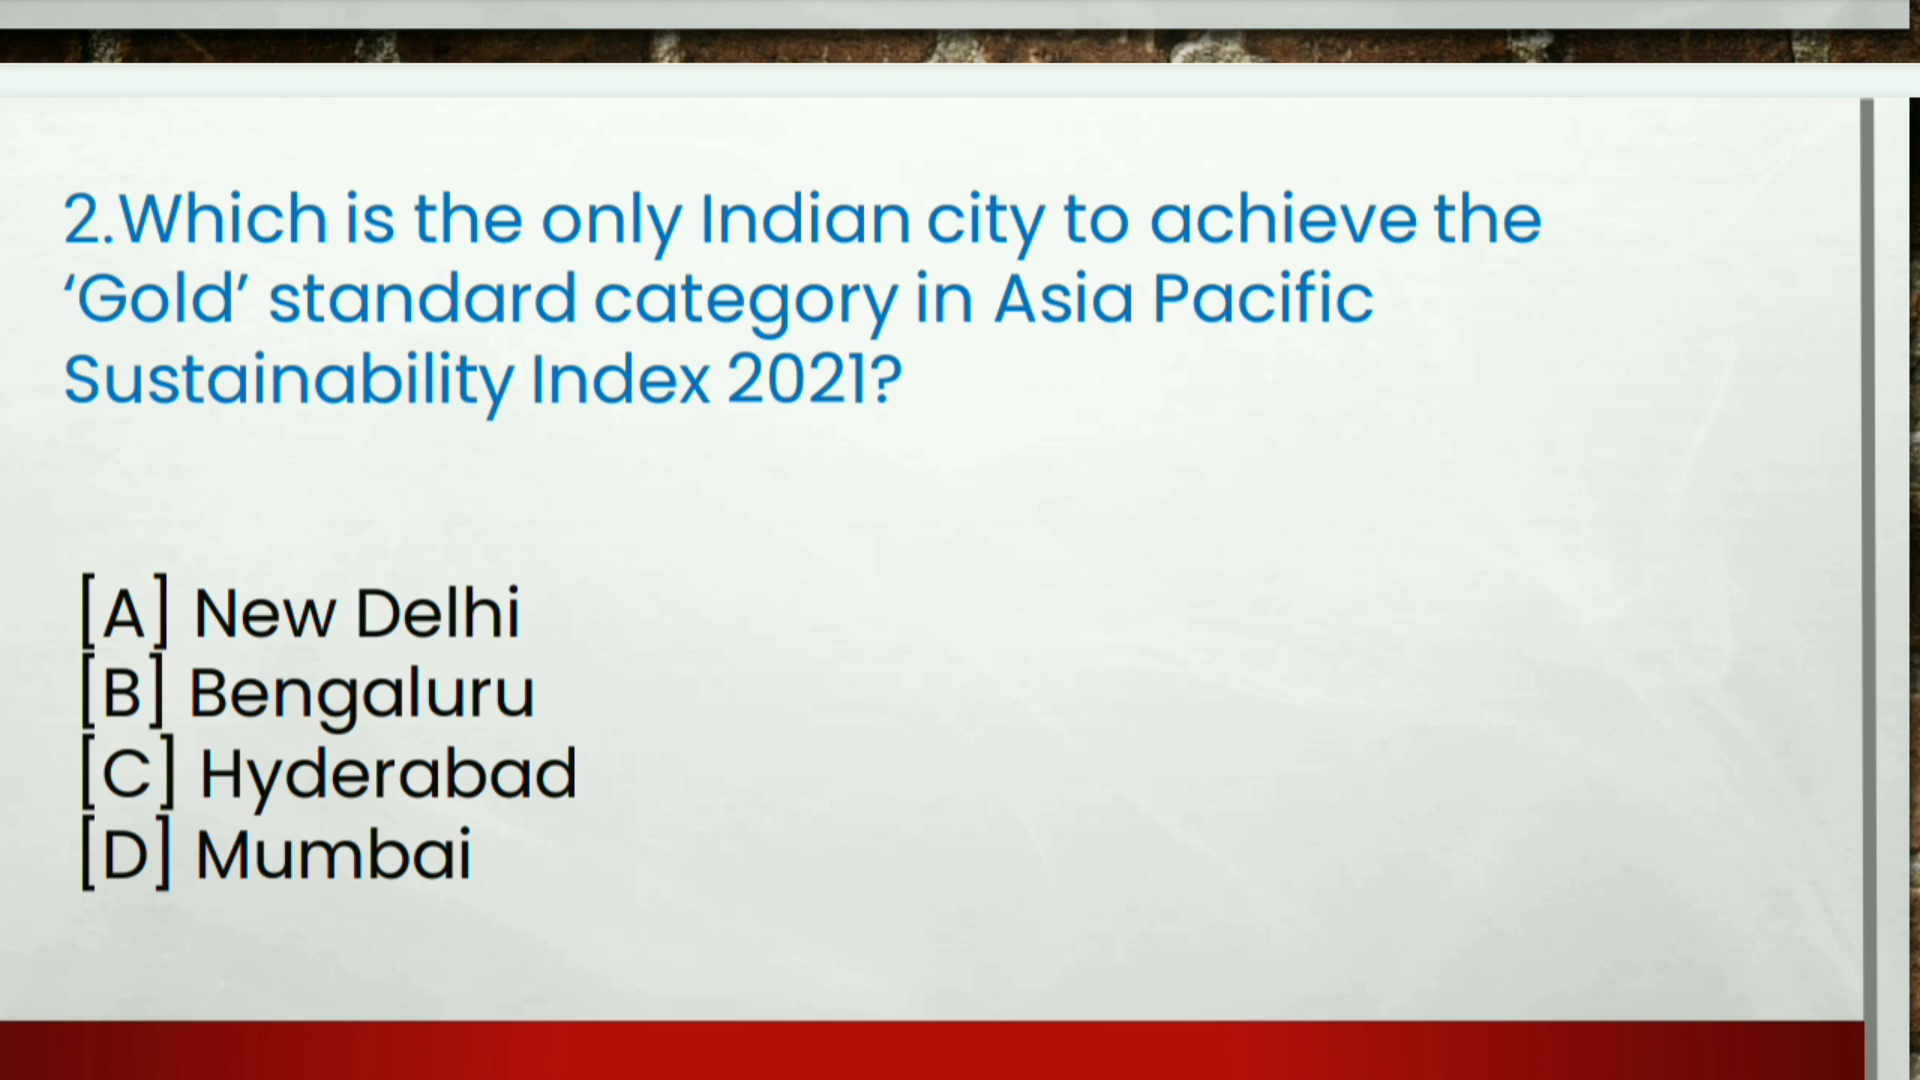 2.Which is the only Indian city to achieve the
‘Gold’ standard category in Asia Pacific
Sustainability Index 2021?
[A] New Delhi
[B] Bengaluru
[C] Hyderabad
[D] Mumbai